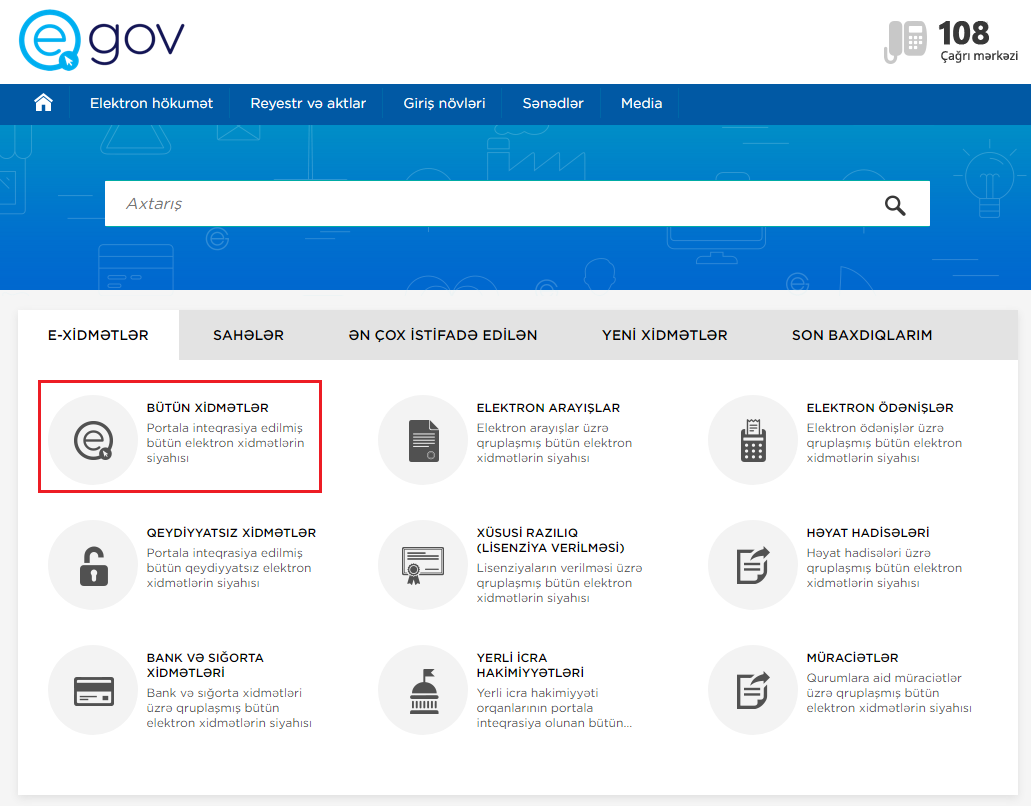 egov
108
Çağrı mərkəzi
Elektron hökumət
Reyestr və aktlar
Giriş növləri
Sənədlər
Media
Axtarış
E-XİDMƏTLƏR
SAHƏLƏR
ƏN ÇOX İSTİFADƏ EDİLƏN
YENİ XİDMƏTLƏR
SON BAXDIQLARIM
BÜTÜN XİDMƏTLƏR
Portala inteqrasiya edilmiş
bütün elektron xidmətlərin
siyahısı
ELEKTRON ARAYIŞLAR
Elektron arayışlar üzrə
qruplaşmış bütün elektron
xidmətlərin siyahısı
ELEKTRON ÖDƏNİŞLƏR
Elektron ödənişlər üzrə
qruplaşmış bütün elektron
xidmətlərin siyahısı
QEYDİYYATSIZ XİDMƏTLƏR
Portala inteqrasiya edilmiş
bütün qeydiyyatsız elektron
xidmətlərin siyahısı
XÜSUSİ RAZILIQ
(LİSENZİYA VERİLMƏSİ)
Lisenziyaların verilməsi üzrə
qruplaşmış bütün elektron
xidmətlərin siyahısı
HƏYAT HADİSƏLƏRİ
Həyat hadisələri üzrə
qruplaşmış bütün elektron
xidmətlərin siyahısı
BANK VƏ SIĞORTA
XİDMƏTLƏRİ
Bank və sığorta xidmətləri
üzrə qruplaşmış bütün
elektron xidmətlərin siyahısı
YERLİ İCRA
HAKİMİYYƏTLƏRİ
Yerli icra hakimiyyəti
orqanlarının portala
inteqrasiya olunan bütün...
MÜRACİƏTLƏR
Qurumlara aid müraciətlər
üzrə qruplaşmış bütün
elektron xidmətlərin siyahısı